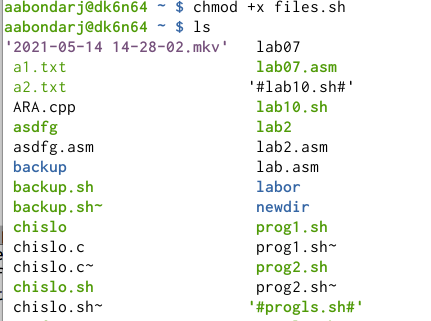 aabondarj@dk6n64 ~ $ chmod +x files.sh
aabondarj@dk6n64 ~ $ ls
'2021-05-14 14-28-02.mkv' lab07
a1.txt lab07.asm
a2.txt '#lab10.sh#'
ARA.cpp lab10.sh
asdfg lab2
asdfg.asm lab2.asm
backup lab.asm
backup.sh labor
backup.sh~ newdir
chislo prog1.sh
chislo.c prog1.sh~
chislo.c~ prog2.sh
chislo.sh prog2.sh~
chislo.sh~ '#progls.sh#'